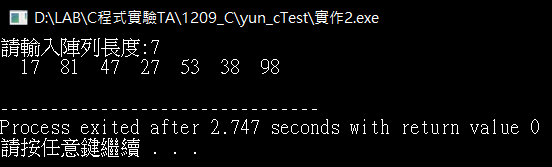 D:\LAB\C程式實驗TA\1209_C\yun_cTest\實作2.exe
請輸入陣列長度:7
17 81 47 27 53 38 98
--------------------------------
Process exited after 2.747 seconds with return value 0
請按任意鍵繼續 . . .